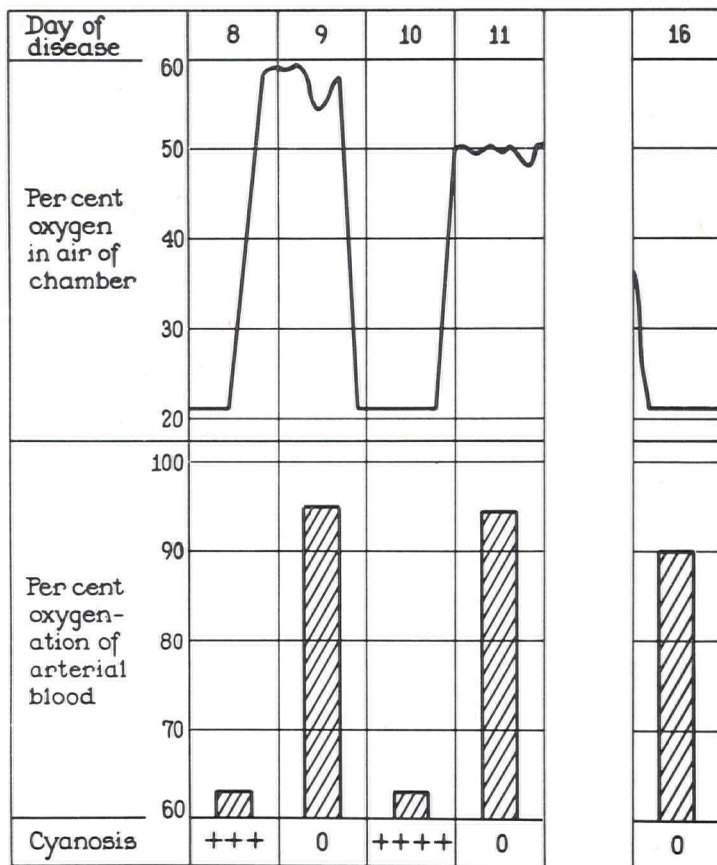 Day of
disease
8 9 10 11 16
60
50
40
30
20
Per cent
oxygen
in air of
chamber
100
90
80
70
60
Per cent
oxygen-
ation of
arterial
blood
Cyanosis +++ 0 ++++ 0 0